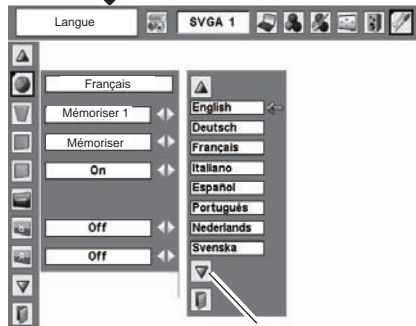 Langue
SVGA 1
Français
Mémoriser 1
Mémoriser
On
Off
Off
English
Deutsch
Français
Italiano
Español
Português
Nederlands
Svenska